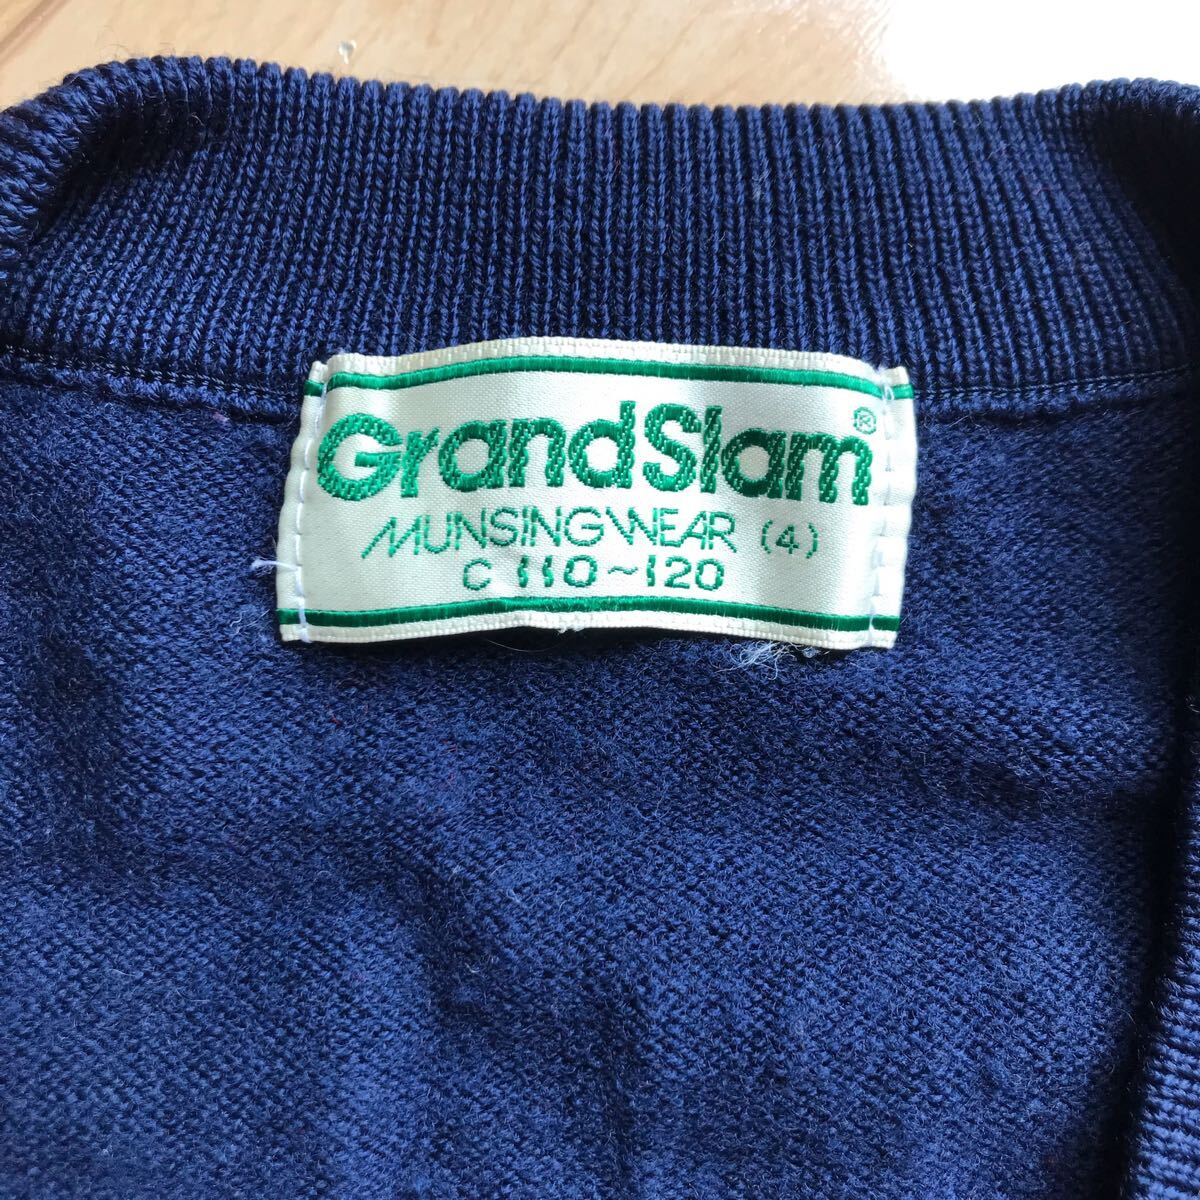 GrandSlam®
MUNSINGWEAR (4)
C 110~120